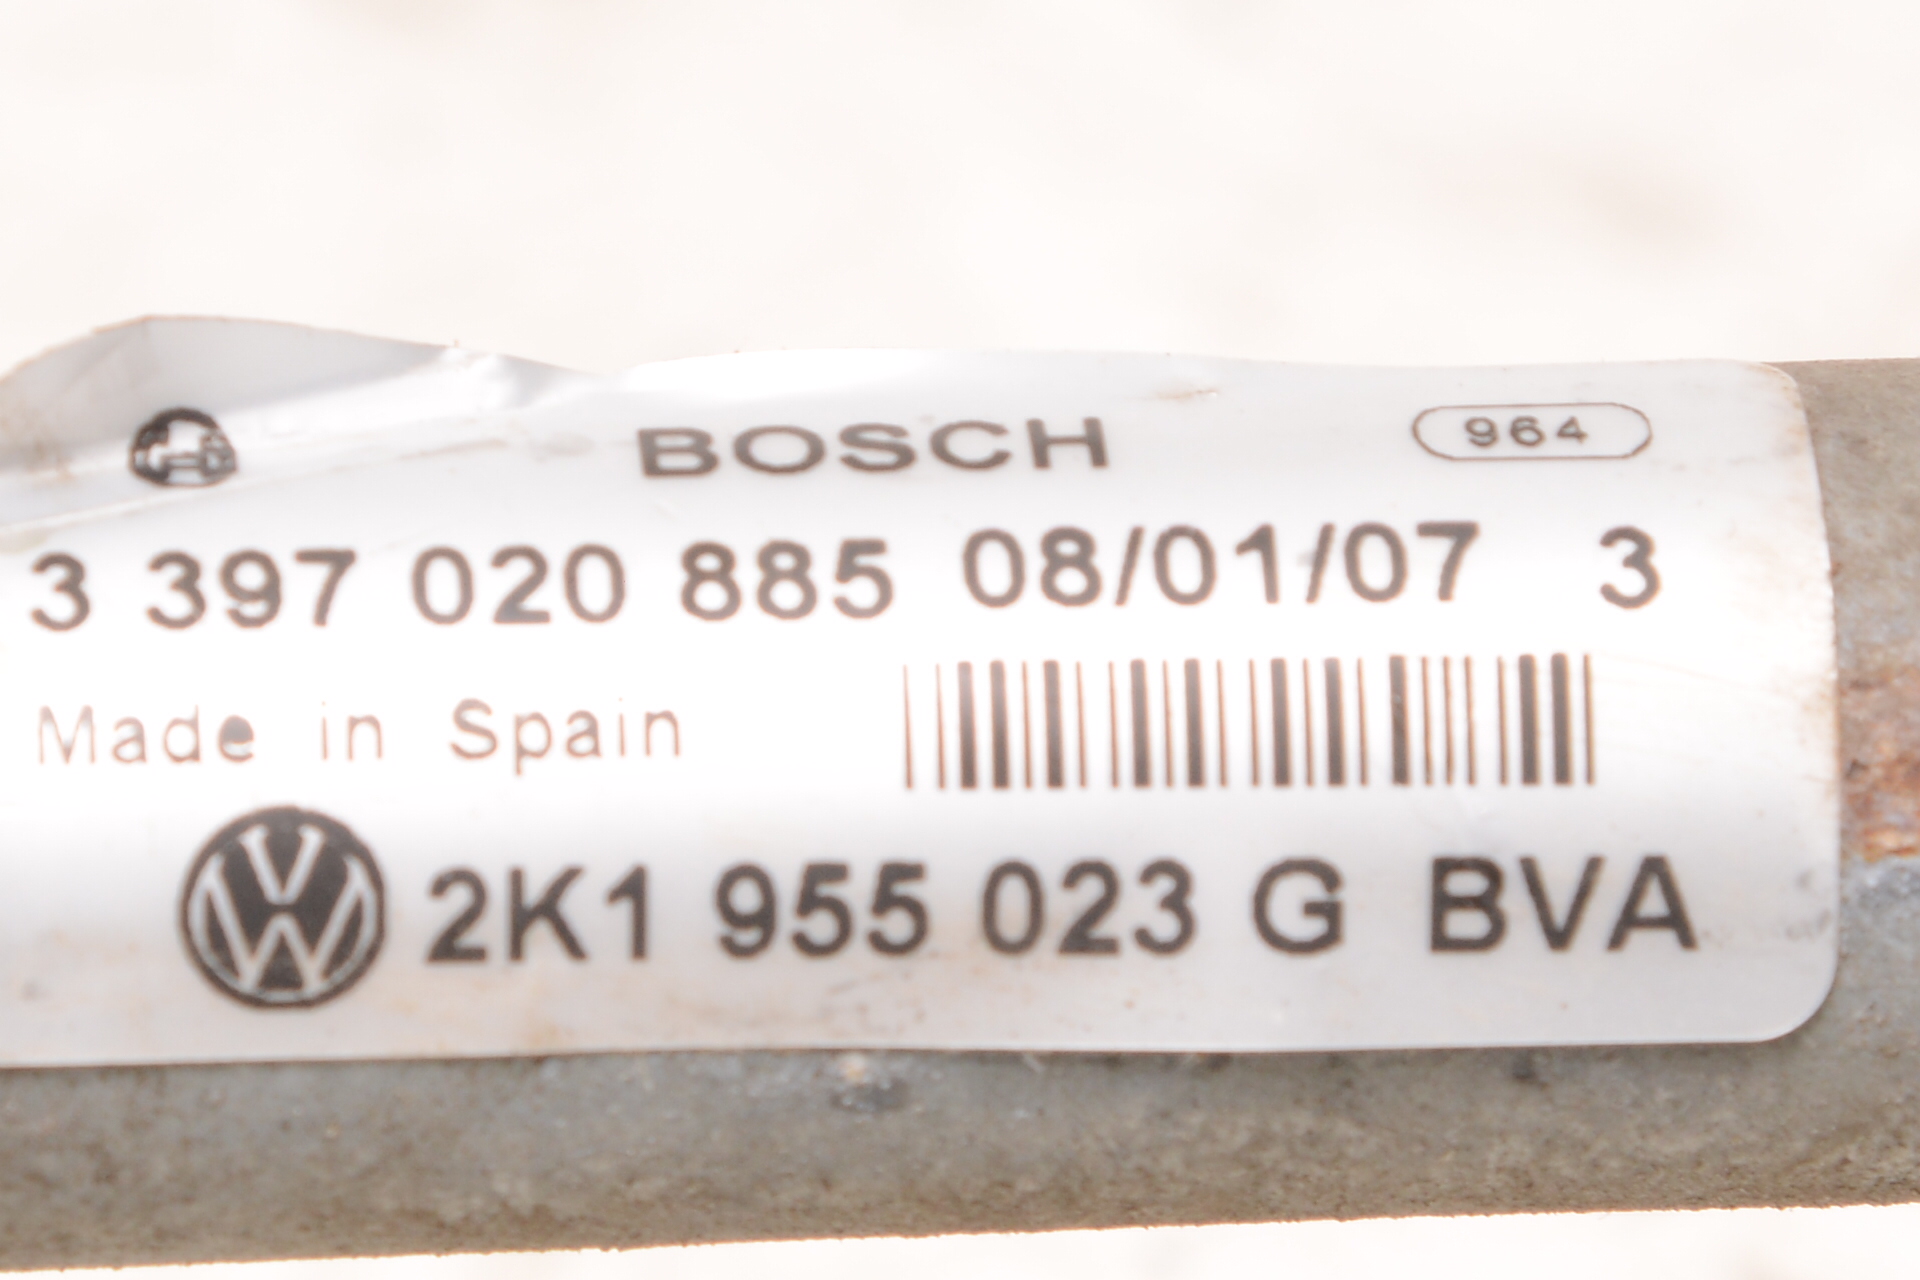 BOSCH 964
3 397 020 885 08/01/07 3
Made in Spain
2K1 955 023 G BVA